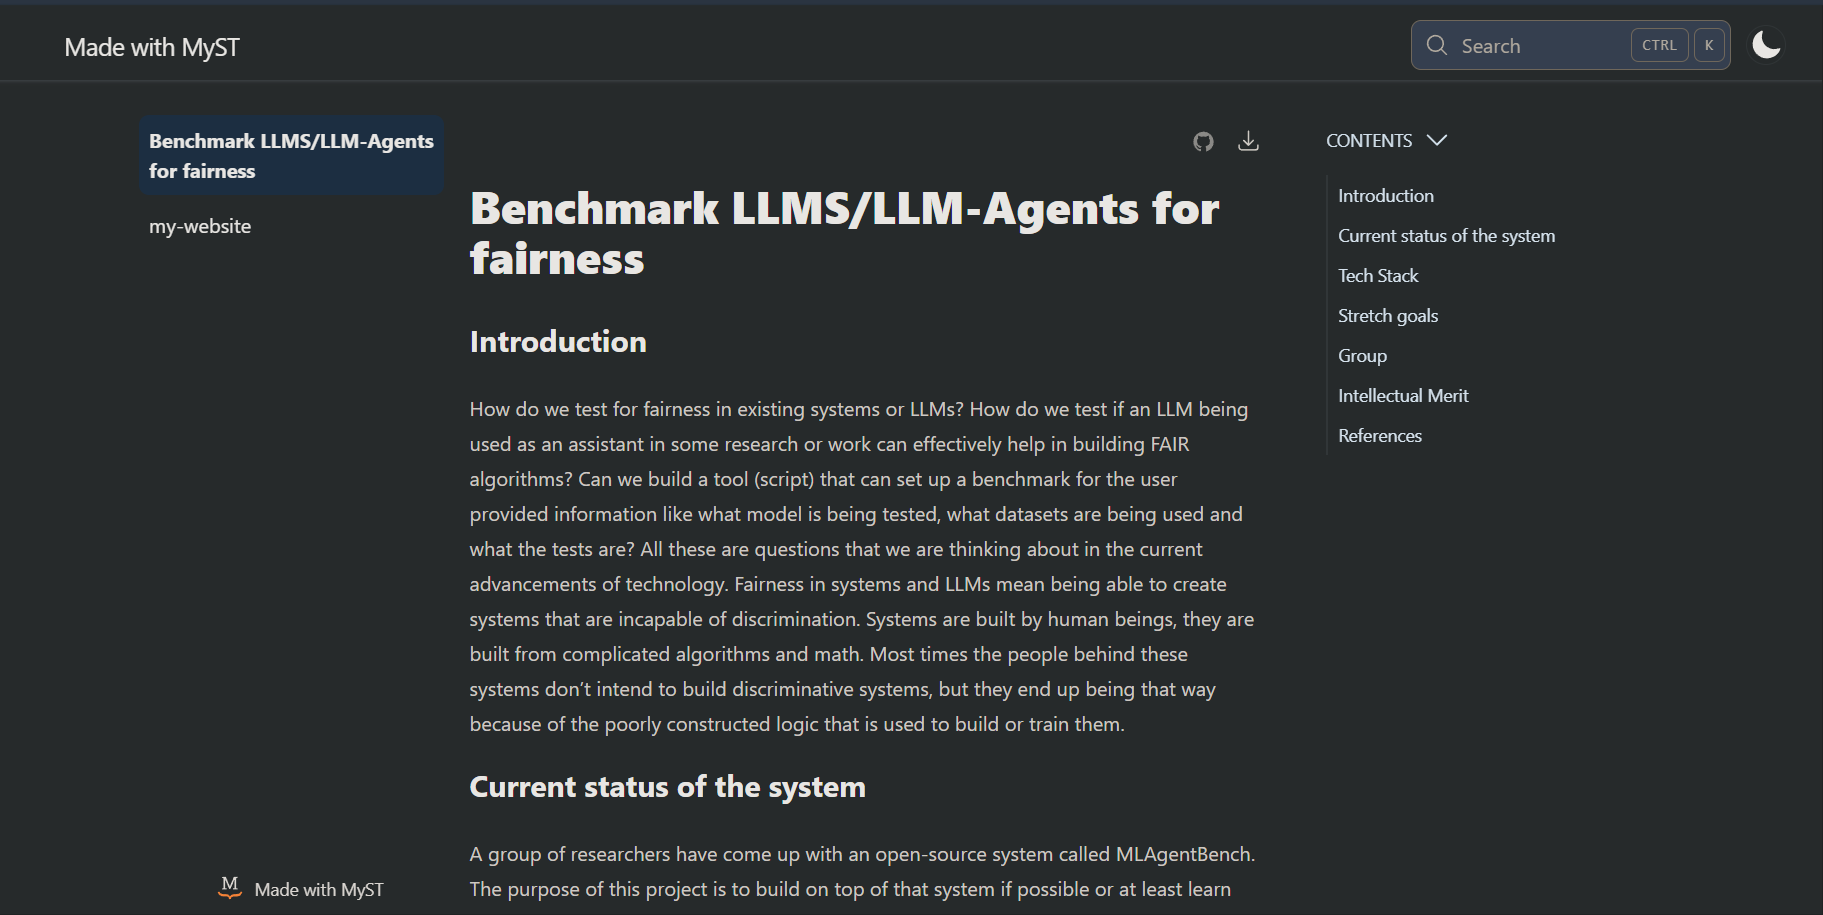 Made with MyST
Search
CTRL
K
Benchmark LLMS/LLM-Agents
for fairness
my-website
Benchmark LLMS/LLM-Agents for
fairness
Introduction
How do we test for fairness in existing systems or LLMs? How do we test if an LLM being
used as an assistant in some research or work can effectively help in building FAIR
algorithms? Can we build a tool (script) that can set up a benchmark for the user
provided information like what model is being tested, what datasets are being used and
what the tests are? All these are questions that we are thinking about in the current
advancements of technology. Fairness in systems and LLMs mean being able to create
systems that are incapable of discrimination. Systems are built by human beings, they are
built from complicated algorithms and math. Most times the people behind these
systems don’t intend to build discriminative systems, but they end up being that way
because of the poorly constructed logic that is used to build or train them.
Current status of the system
A group of researchers have come up with an open-source system called MLAgentBench.
The purpose of this project is to build on top of that system if possible or at least learn
CONTENTS
Introduction
Current status of the system
Tech Stack
Stretch goals
Group
Intellectual Merit
References
M
Made with MyST